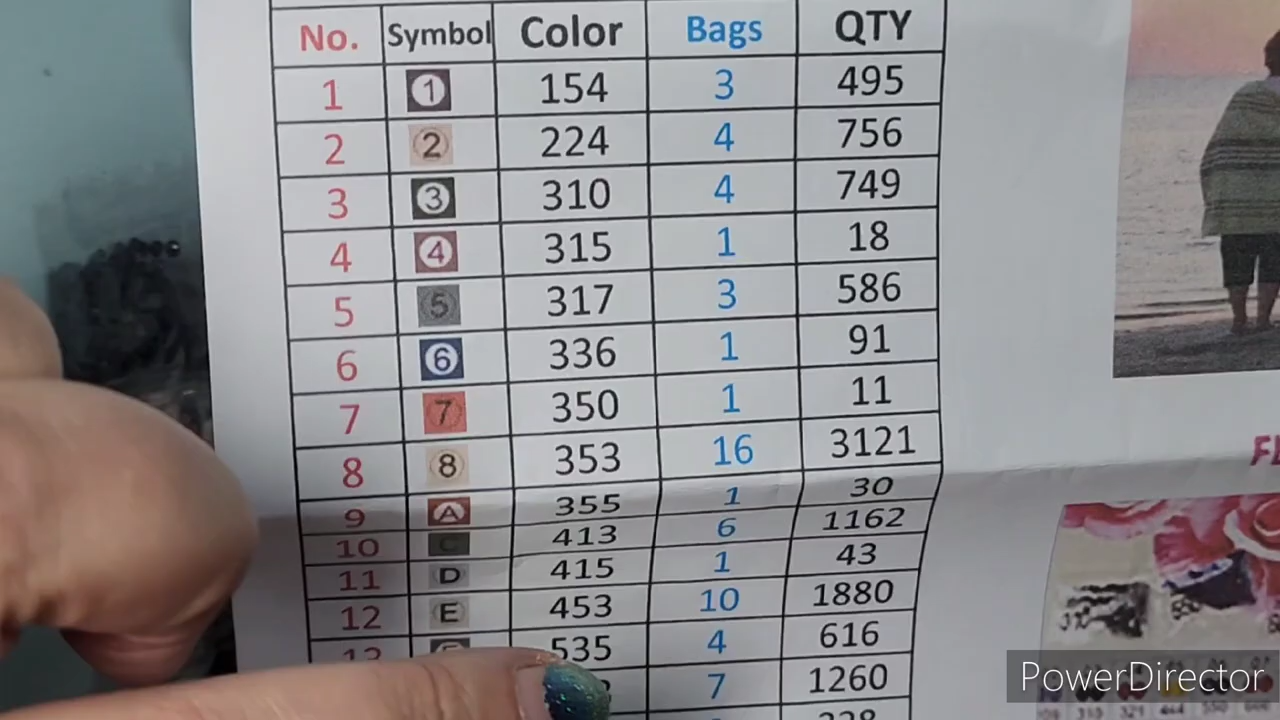 No. Symbol Color Bags QTY
1 1 154 3 495
2 2 224 4 756
3 3 310 4 749
4 4 315 1 18
5 5 317 3 586
6 6 336 1 91
7 7 350 1 11
8 8 353 16 3121
9 A 355 1 30
10 C 413 6 1162
11 D 415 1 43
12 E 453 10 1880
13 535 4 616
7 1260
PowerDirector